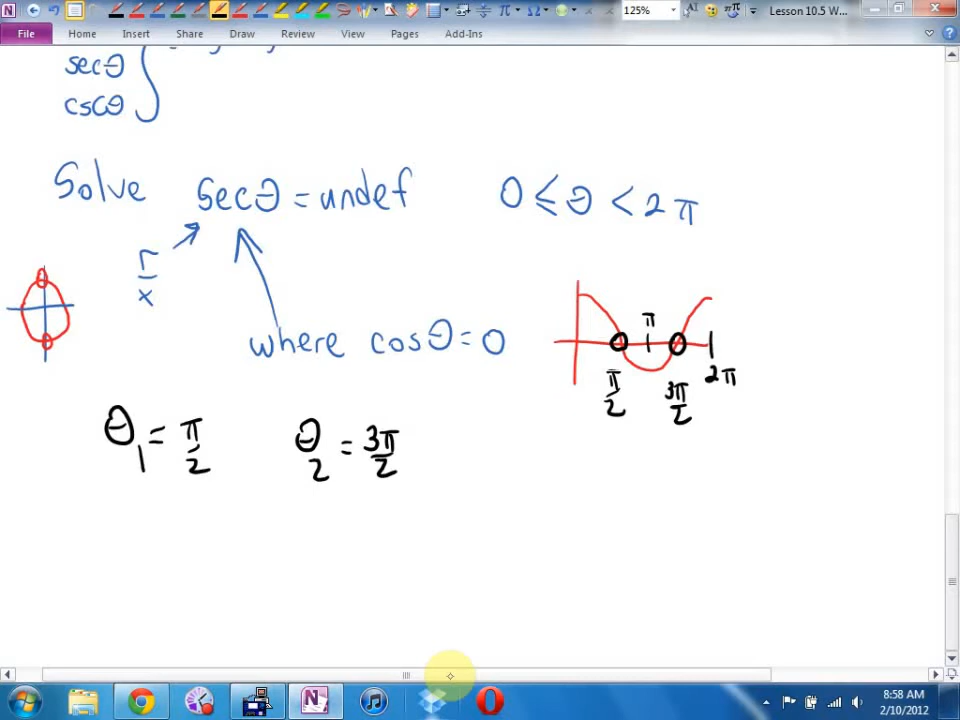 125%
Lesson 10.5 W...
File Home Insert Share Draw Review View Pages Add-Ins
secθ
cscθ
Solve secθ = undef 0 ≤ θ < 2π
r
x
where cosθ = 0
π
π/2 3π/2 2π
θ1 = π/2 θ2 = 3π/2
8:58 AM
2/10/2012